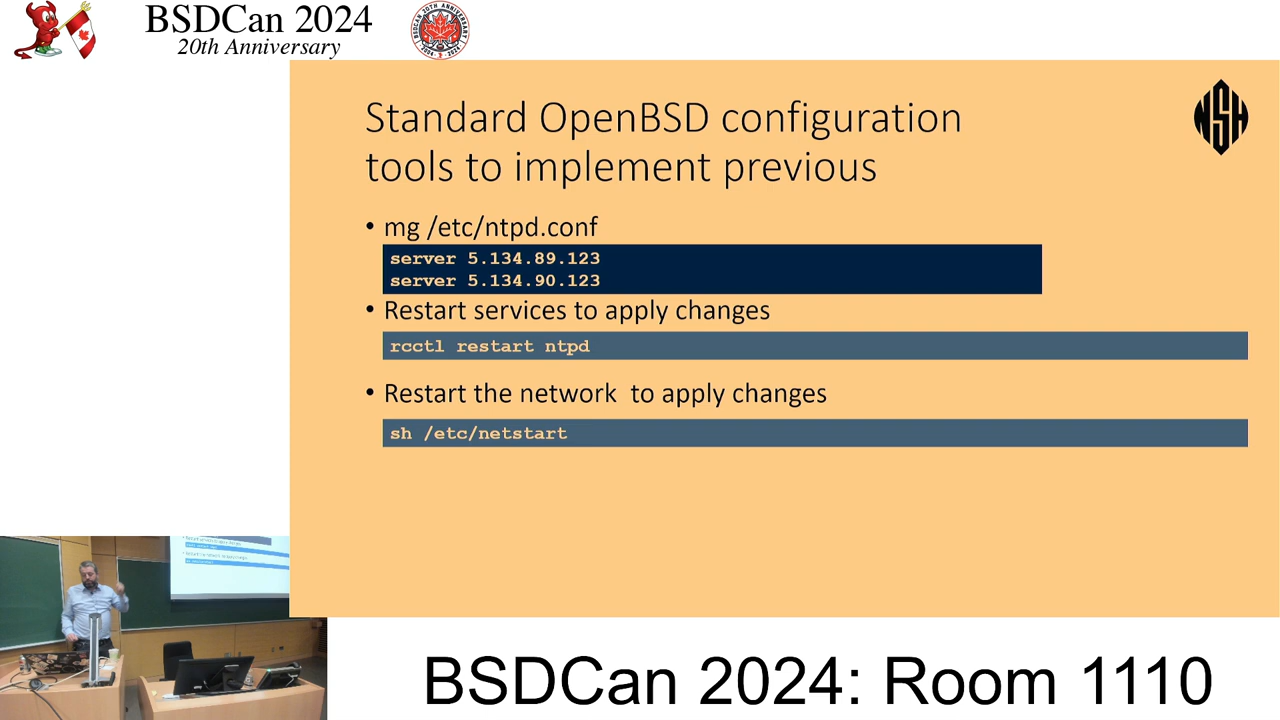 BSDCan 2024
20th Anniversary
NSH
Standard OpenBSD configuration
tools to implement previous
• mg /etc/ntpd.conf
server 5.134.89.123
server 5.134.90.123
• Restart services to apply changes
rcctl restart ntpd
• Restart the network  to apply changes
sh /etc/netstart
BSDCan 2024: Room 1110